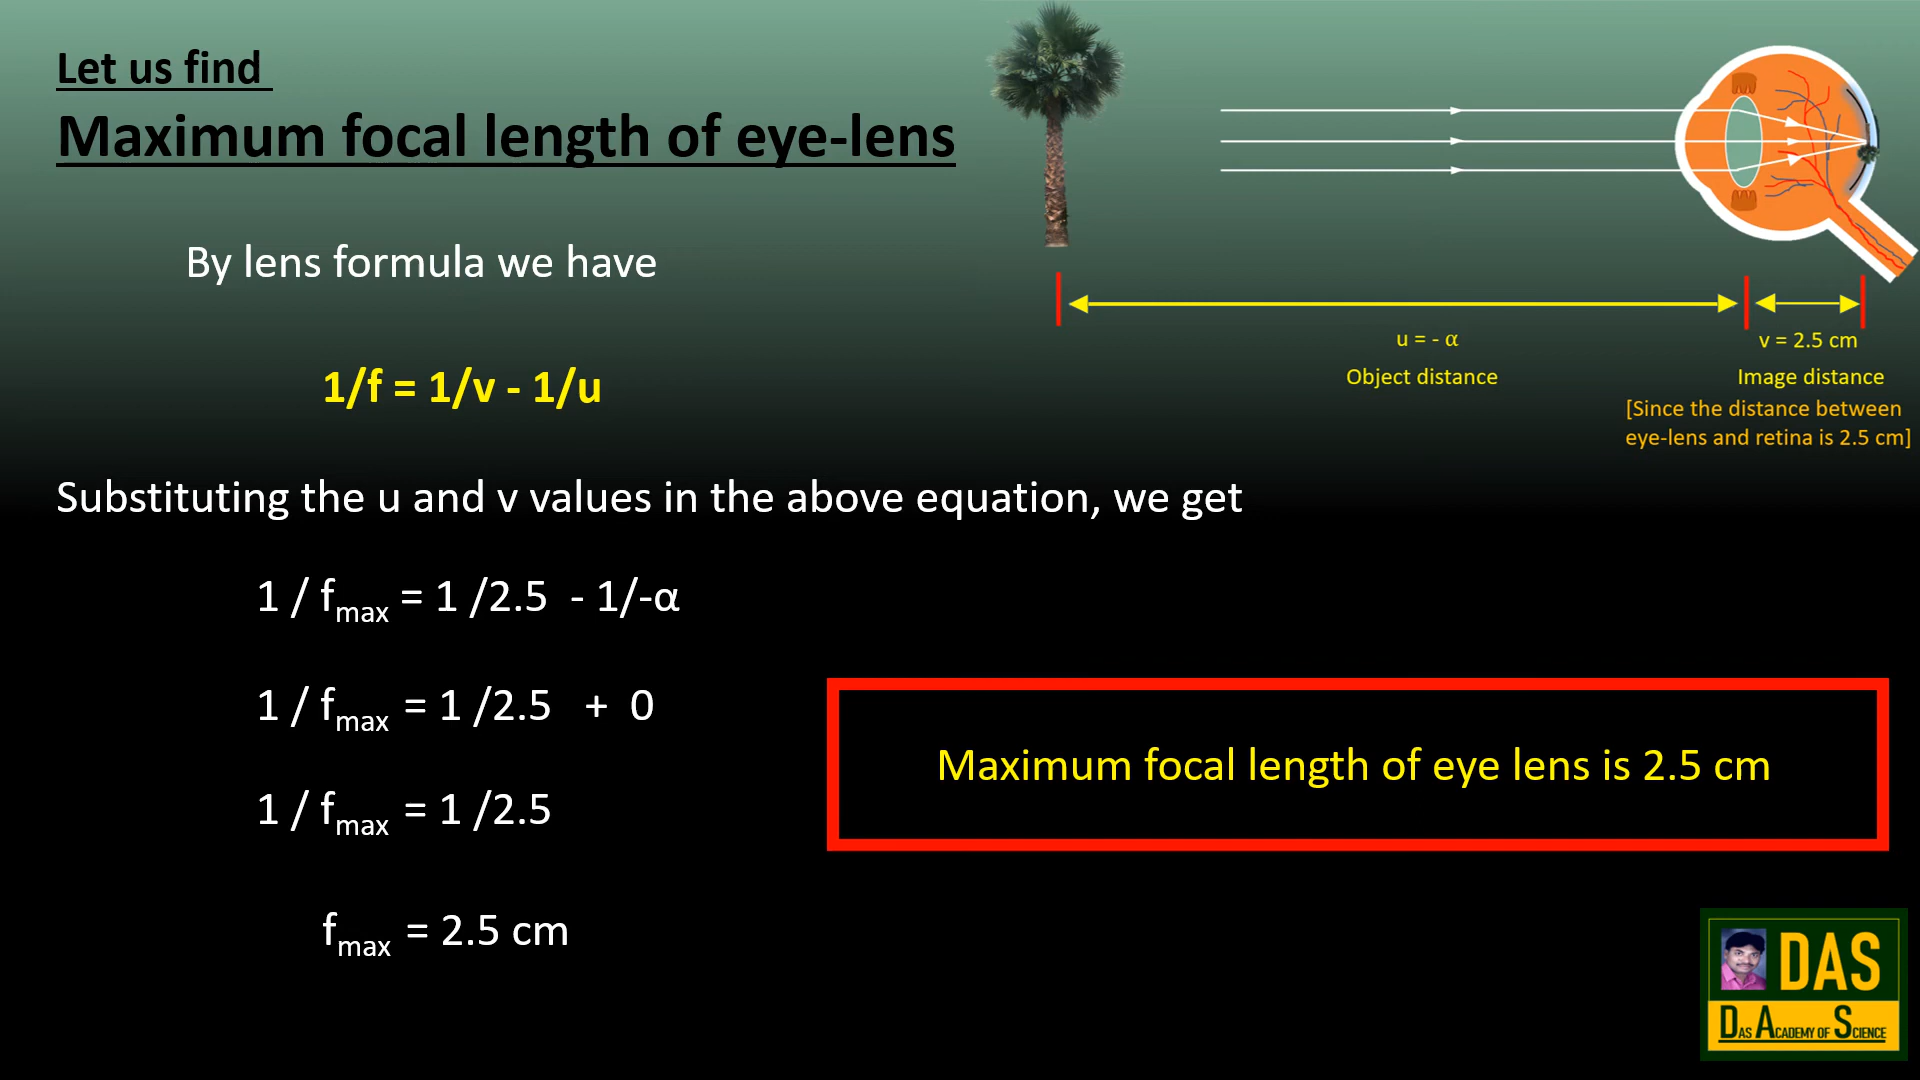 Let us find
Maximum focal length of eye-lens
By lens formula we have
1/f = 1/v - 1/u
u = - α
Object distance
v = 2.5 cm
Image distance
[Since the distance between
eye-lens and retina is 2.5 cm]
Substituting the u and v values in the above equation, we get
1 / fmax = 1 /2.5 - 1/-α
1 / fmax = 1 /2.5 + 0
1 / fmax = 1 /2.5
fmax = 2.5 cm
Maximum focal length of eye lens is 2.5 cm
DAS
DAS ACADEMY OF SCIENCE